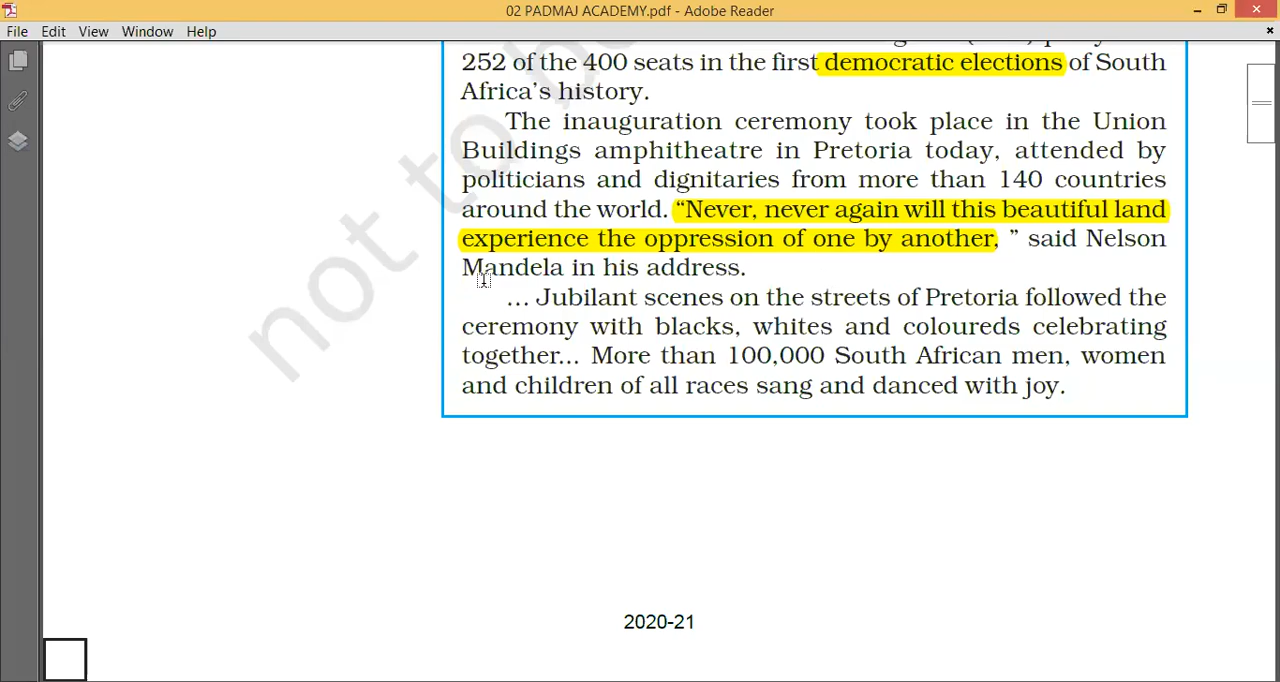 02 PADMAJ ACADEMY.pdf - Adobe Reader
File Edit View Window Help
252 of the 400 seats in the first democratic elections of South
Africa's history.
The inauguration ceremony took place in the Union
Buildings amphitheatre in Pretoria today, attended by
politicians and dignitaries from more than 140 countries
around the world. “Never, never again will this beautiful land
experience the oppression of one by another, ” said Nelson
Mandela in his address.
... Jubilant scenes on the streets of Pretoria followed the
ceremony with blacks, whites and coloureds celebrating
together... More than 100,000 South African men, women
and children of all races sang and danced with joy.
not to be
2020-21